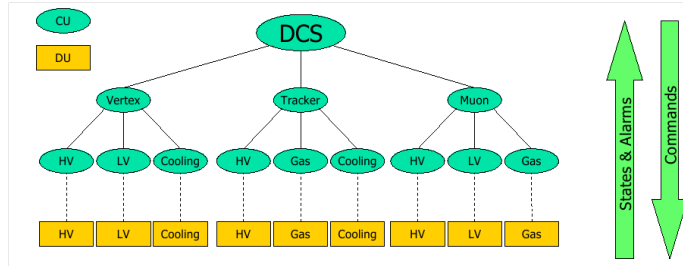 CU
DCS
DU
Vertex Tracker Muon
HV LV Cooling HV Gas Cooling HV LV Gas
HV LV Cooling HV Gas Cooling HV LV Gas
States & Alarms
Commands